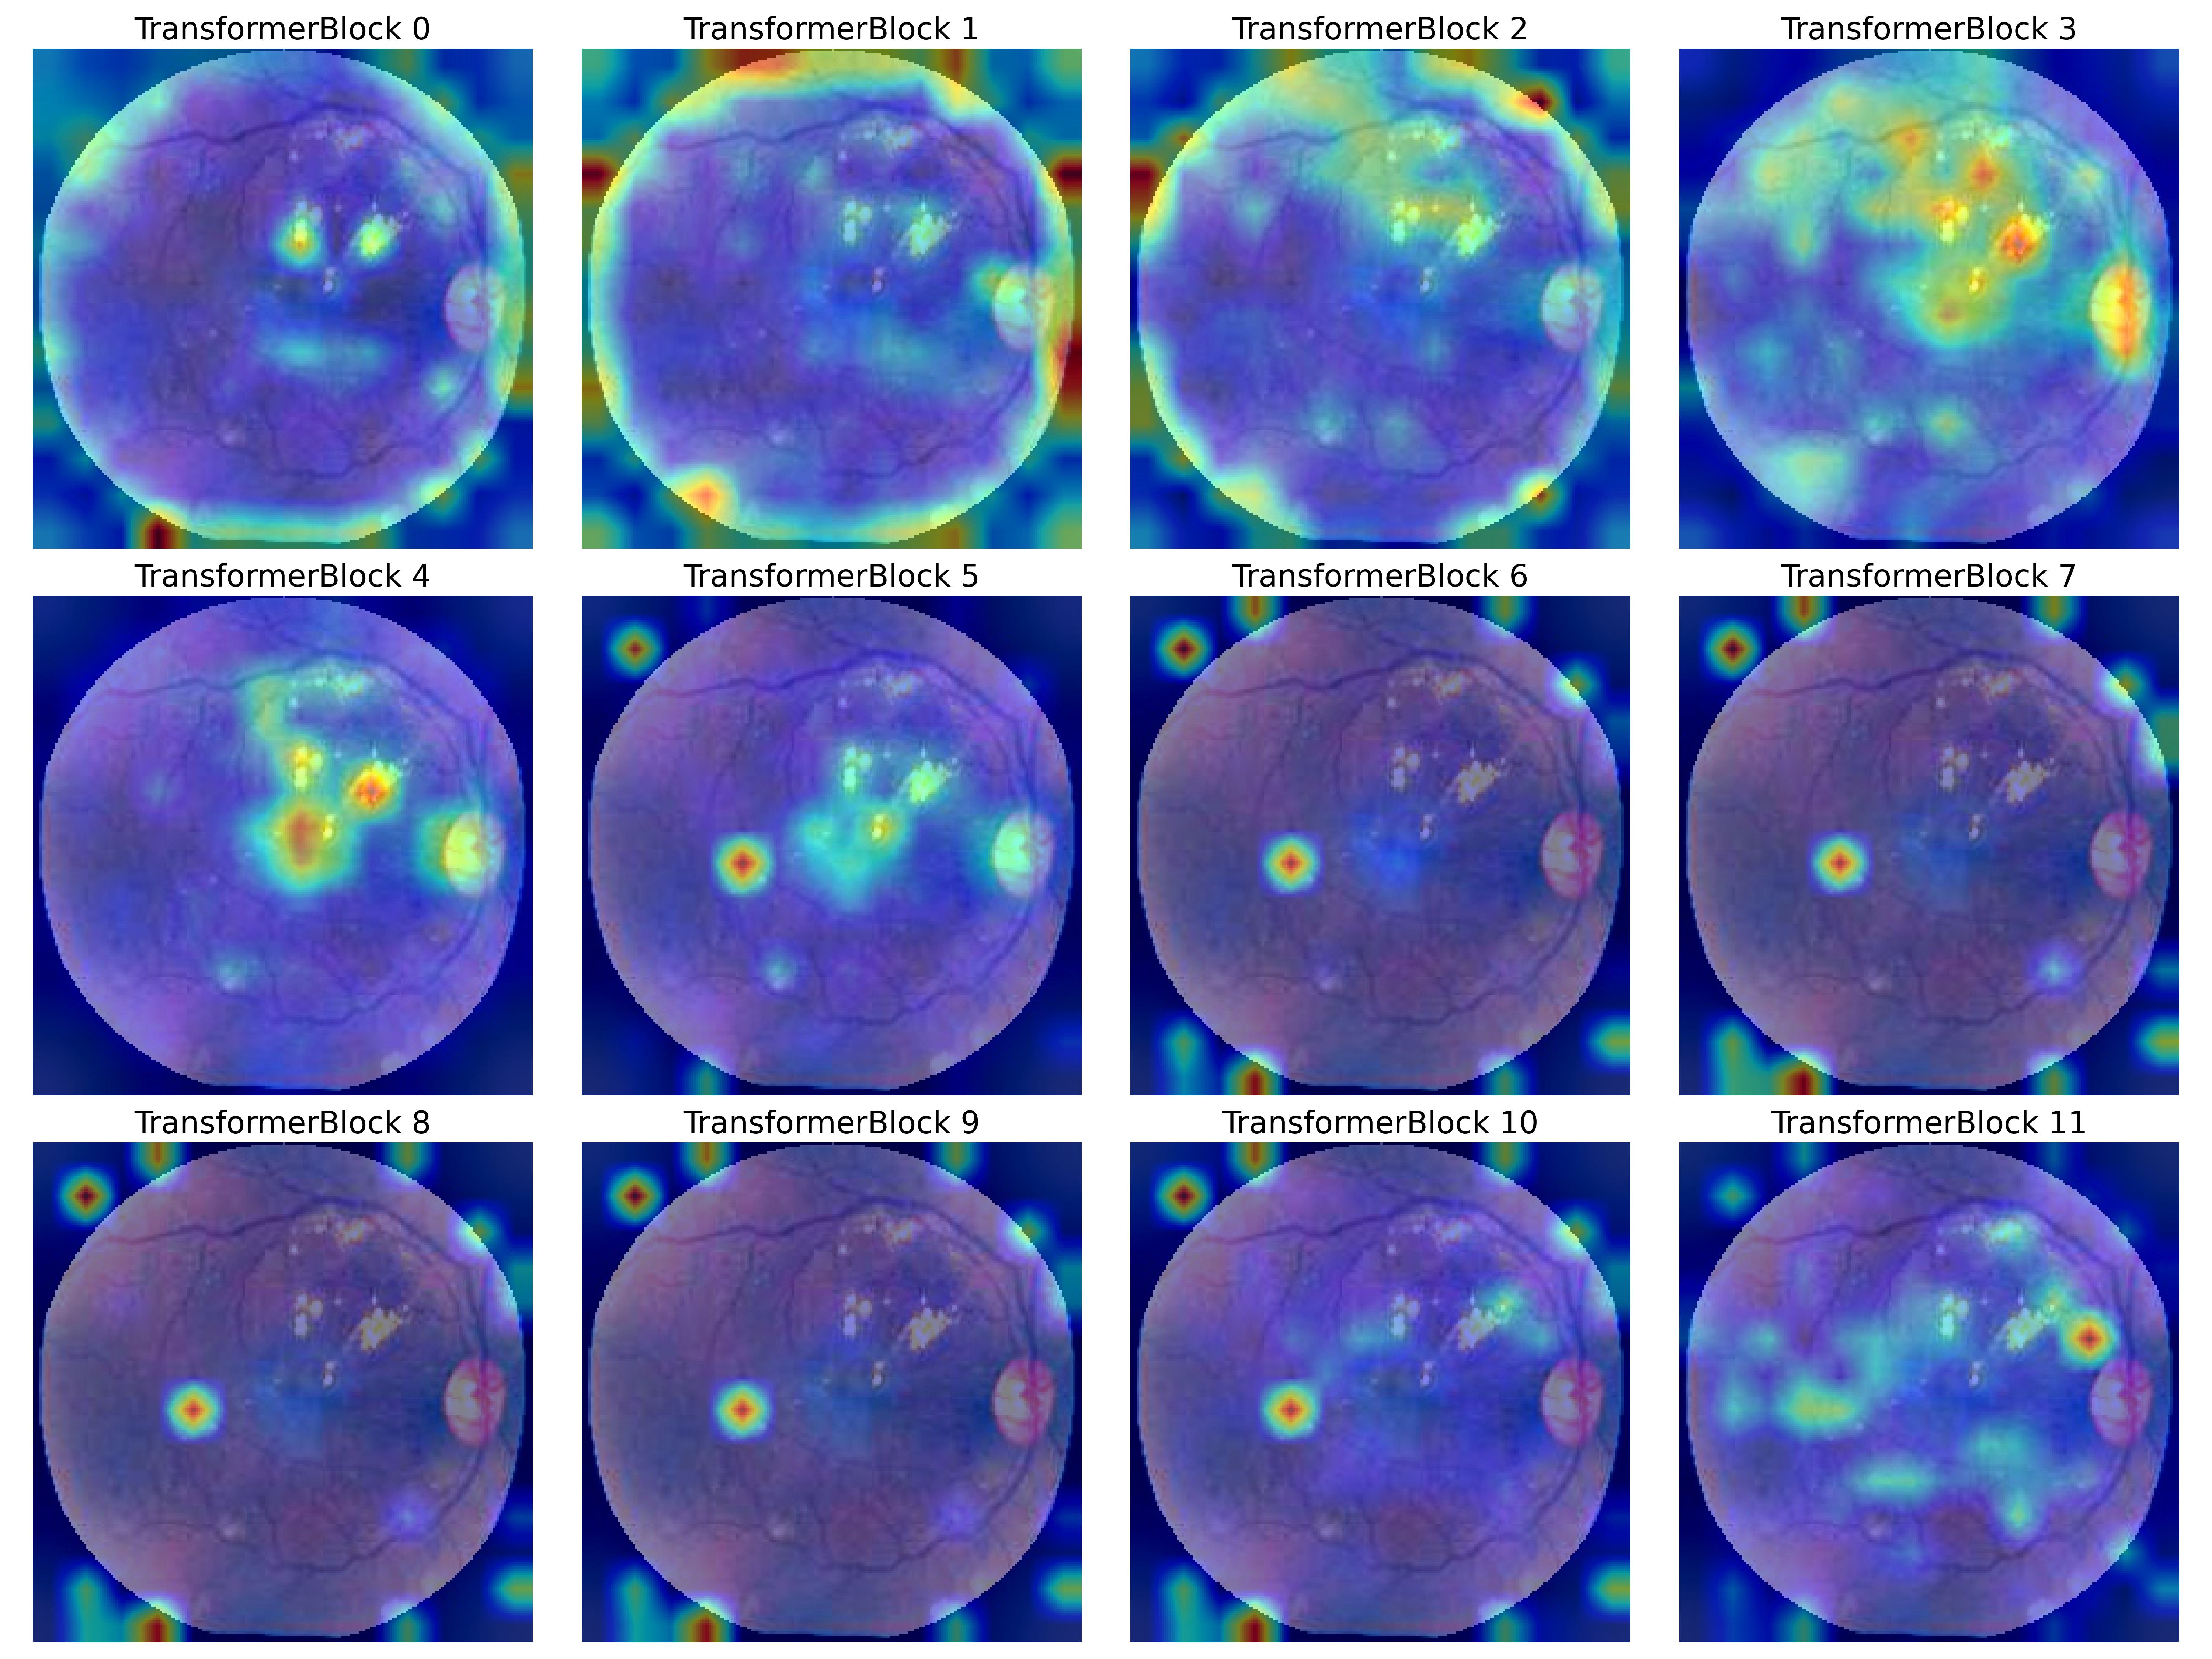 TransformerBlock 0
TransformerBlock 1
TransformerBlock 2
TransformerBlock 3
TransformerBlock 4
TransformerBlock 5
TransformerBlock 6
TransformerBlock 7
TransformerBlock 8
TransformerBlock 9
TransformerBlock 10
TransformerBlock 11